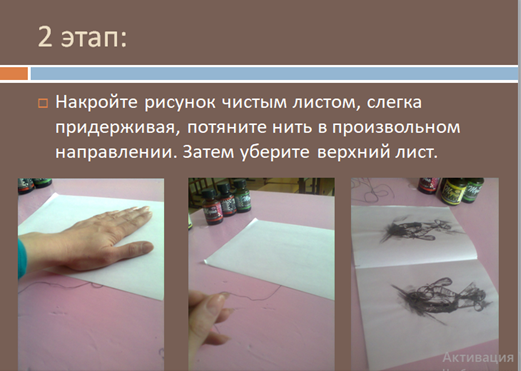 2 этап:
Накройте рисунок чистым листом, слегка
придерживая, потяните нить в произвольном
направлении. Затем уберите верхний лист.
Активация